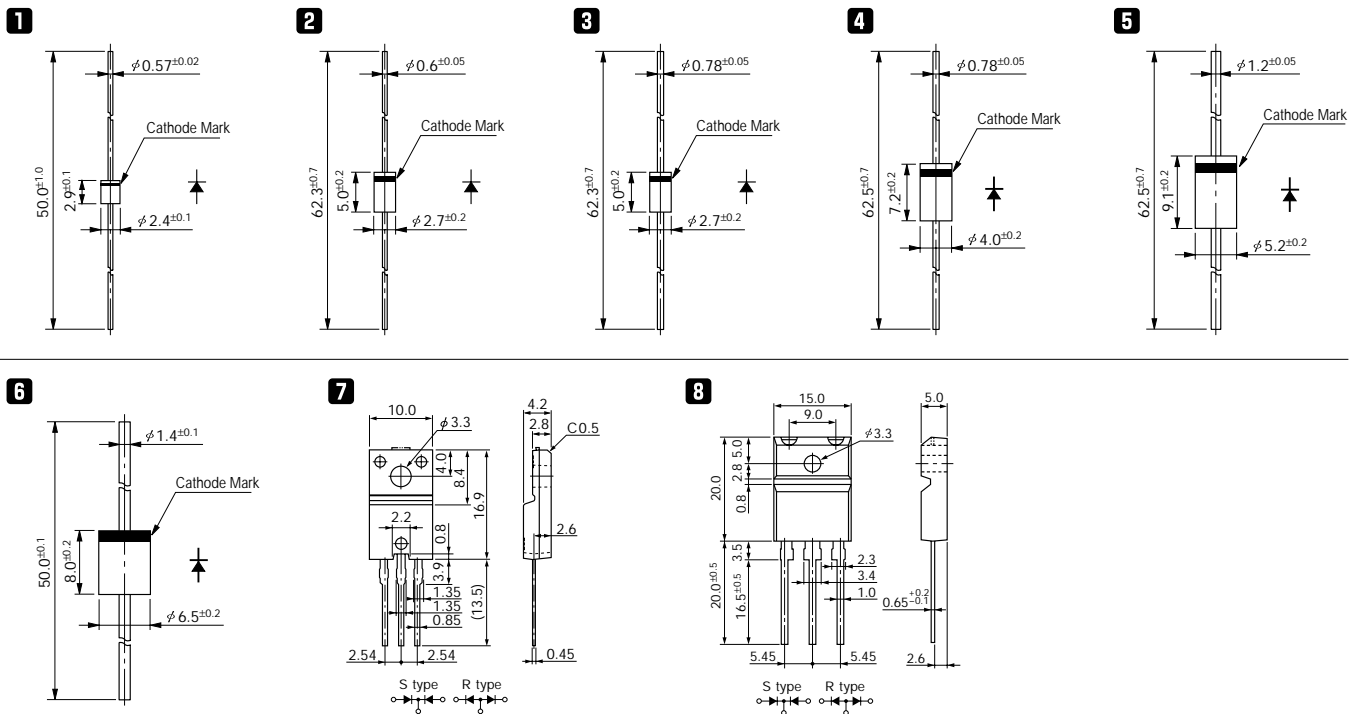 1
φ0.57±0.02
Cathode Mark
50.0±1.0
2.9±0.1
φ2.4±0.1
2
φ0.6±0.05
Cathode Mark
62.3±0.7
5.0±0.2
φ2.7±0.2
3
φ0.78±0.05
Cathode Mark
62.3±0.7
5.0±0.2
φ2.7±0.2
4
φ0.78±0.05
Cathode Mark
62.5±0.7
7.2±0.2
φ4.0±0.2
5
φ1.2±0.05
Cathode Mark
62.5±0.7
9.1±0.2
φ5.2±0.2
6
φ1.4±0.1
Cathode Mark
50.0±0.1
8.0±0.2
φ6.5±0.2
7
10.0
φ3.3
4.0
8.4
16.9
2.2
0.8
3.9
1.35
1.35
0.85
(13.5)
2.54
2.54
4.2
2.8
C0.5
2.6
0.45
S type
R type
8
15.0
9.0
φ3.3
5.0
2.8
0.8
20.0
3.5
20.0±0.5
16.5±0.5
2.3
3.4
1.0
5.45
5.45
5.0
0.65+0.2−0.1
2.6
S type
R type